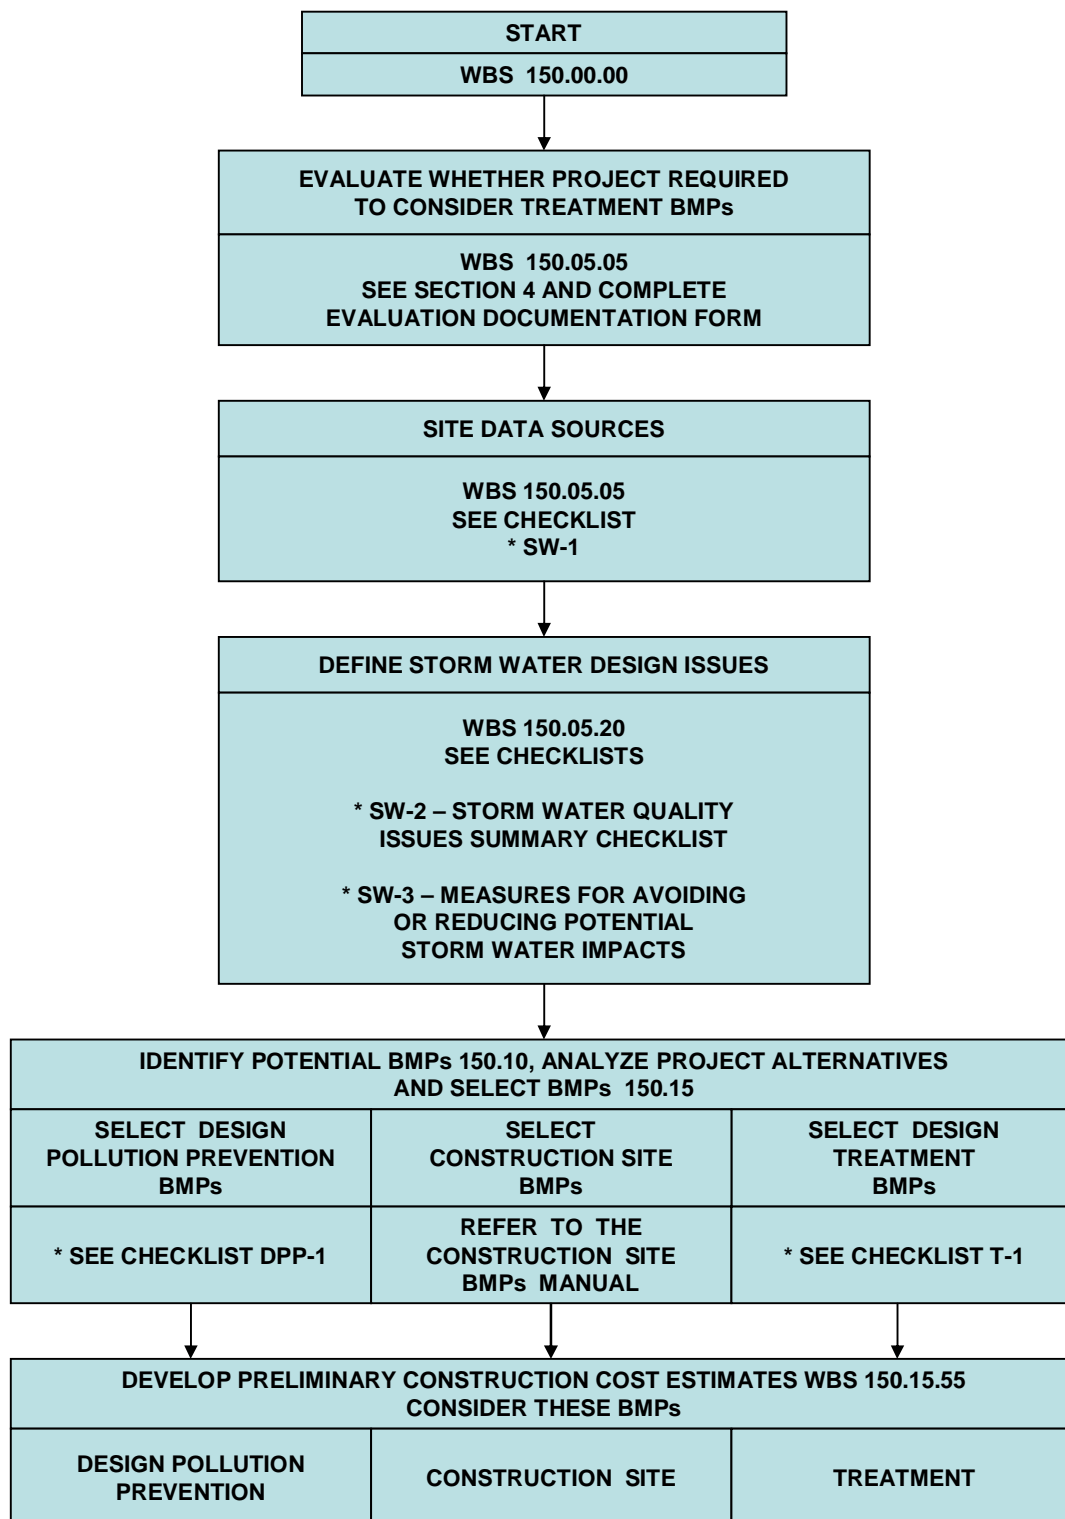 START
WBS 150.00.00
EVALUATE WHETHER PROJECT REQUIRED
TO CONSIDER TREATMENT BMPs
WBS 150.05.05
SEE SECTION 4 AND COMPLETE
EVALUATION DOCUMENTATION FORM
SITE DATA SOURCES
WBS 150.05.05
SEE CHECKLIST
* SW-1
DEFINE STORM WATER DESIGN ISSUES
WBS 150.05.20
SEE CHECKLISTS
* SW-2 – STORM WATER QUALITY
ISSUES SUMMARY CHECKLIST
* SW-3 – MEASURES FOR AVOIDING
OR REDUCING POTENTIAL
STORM WATER IMPACTS
IDENTIFY POTENTIAL BMPs 150.10, ANALYZE PROJECT ALTERNATIVES
AND SELECT BMPs 150.15
SELECT DESIGN
POLLUTION PREVENTION
BMPs
SELECT
CONSTRUCTION SITE
BMPs
SELECT DESIGN
TREATMENT
BMPs
* SEE CHECKLIST DPP-1
REFER TO THE
CONSTRUCTION SITE
BMPs MANUAL
* SEE CHECKLIST T-1
DEVELOP PRELIMINARY CONSTRUCTION COST ESTIMATES WBS 150.15.55
CONSIDER THESE BMPs
DESIGN POLLUTION
PREVENTION
CONSTRUCTION SITE
TREATMENT